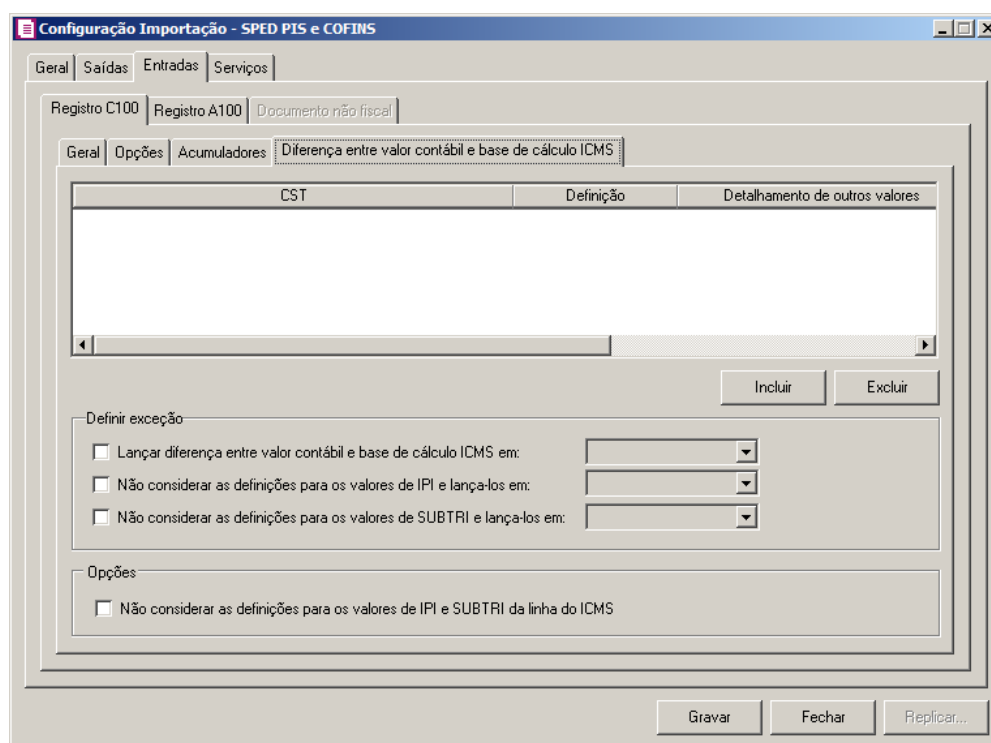 Configuração Importação - SPED PIS e COFINS
Geral Saídas Entradas Serviços
Registro C100 Registro A100 Documento não fiscal
Geral Opções Acumuladores Diferença entre valor contábil e base de cálculo ICMS
CST Definição Detalhamento de outros valores
Incluir Excluir
Definir exceção
Lançar diferença entre valor contábil e base de cálculo ICMS em:
Não considerar as definições para os valores de IPI e lança-los em:
Não considerar as definições para os valores de SUBTRI e lança-los em:
Opções
Não considerar as definições para os valores de IPI e SUBTRI da linha do ICMS
Gravar Fechar Replicar...